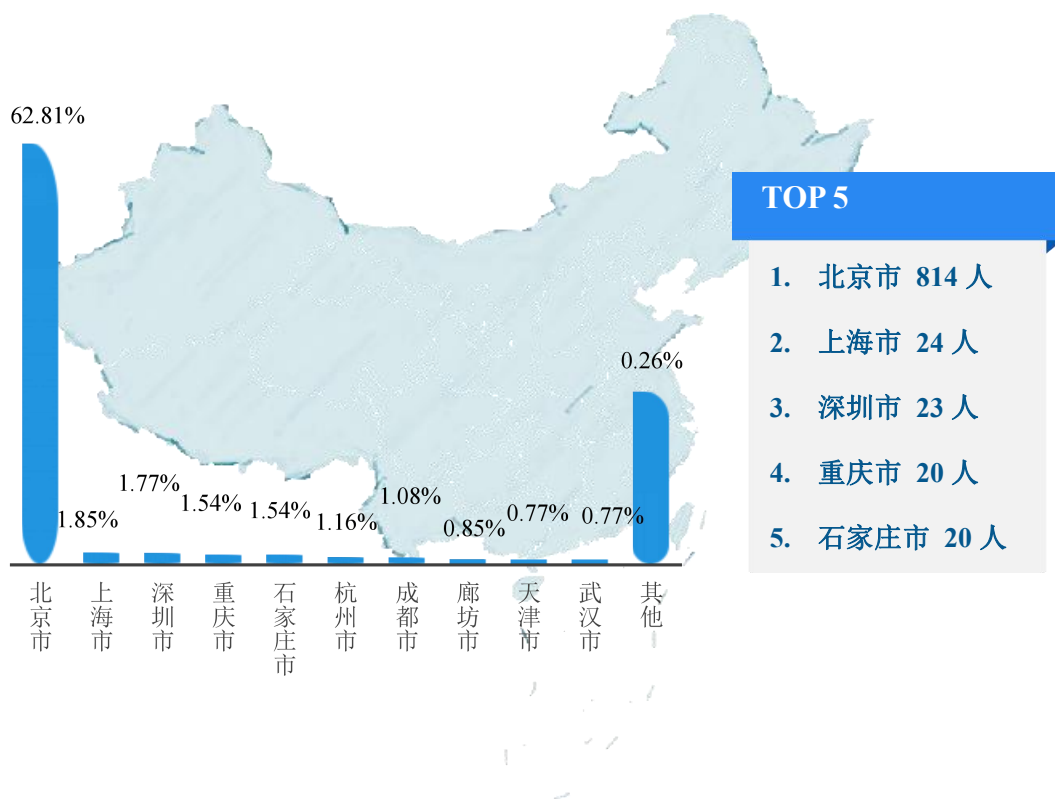 62.81%
TOP 5
1. 北京市 814 人
2. 上海市 24 人
3. 深圳市 23 人
4. 重庆市 20 人
5. 石家庄市 20 人
0.26%
1.85%
1.77%
1.54%
1.54%
1.16%
1.08%
0.85%
0.77%
0.77%
北京市
上海市
深圳市
重庆市
石家庄市
杭州市
成都市
廊坊市
天津市
武汉市
其他